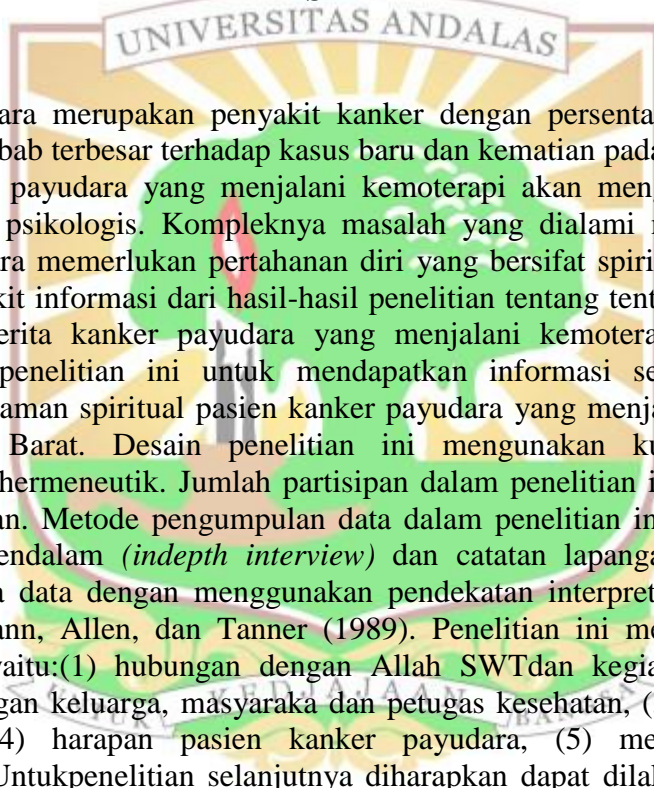 UNIVERSITAS ANDALAS
ara merupakan penyakit kanker dengan persenta
bab terbesar terhadap kasus baru dan kematian pada
payudara yang menjalani kemoterapi akan meng
psikologis. Kompleknya masalah yang dialami
ra memerlukan pertahanan diri yang bersifat spiri
kit informasi dari hasil-hasil penelitian tentang tent
erita kanker payudara yang menjalani kemotera
penelitian ini untuk mendapatkan informasi se
aman spiritual pasien kanker payudara yang menja
Barat. Desain penelitian ini mengunakan ku
hermeneutik. Jumlah partisipan dalam penelitian i
an. Metode pengumpulan data dalam penelitian in
endalam (indepth interview) dan catatan lapanga
a data dengan menggunakan pendekatan interpret
ann, Allen, dan Tanner (1989). Penelitian ini me
yaitu:(1) hubungan dengan Allah SWTdan kegia
gan keluarga, masyaraka dan petugas kesehatan, (
4) harapan pasien kanker payudara, (5) me
Untukpenelitian selanjutnya diharapkan dapat dilal
UNTUK KEDJAJAAN BANGSA